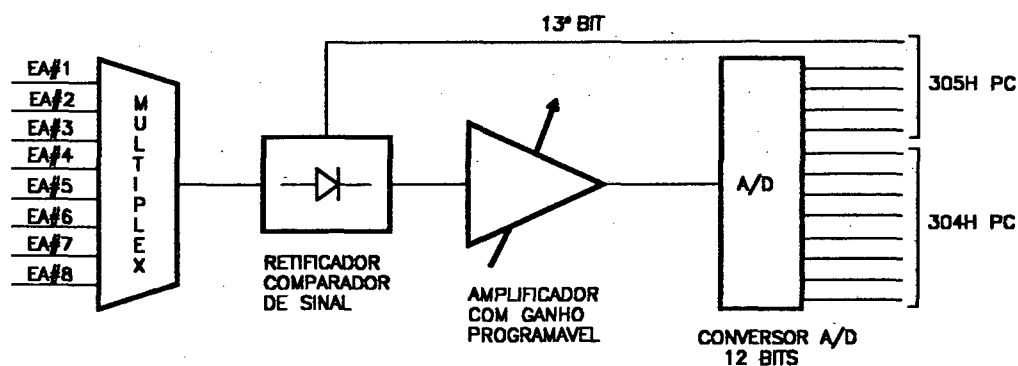 13º BIT
EA#1
EA#2
EA#3
EA#4
EA#5
EA#6
EA#7
EA#8
MULTIPLEX
RETIFICADOR
COMPARADOR
DE SINAL
AMPLIFICADOR
COM GANHO
PROGRAMAVEL
A/D
CONVERSOR A/D
12 BITS
305H PC
304H PC